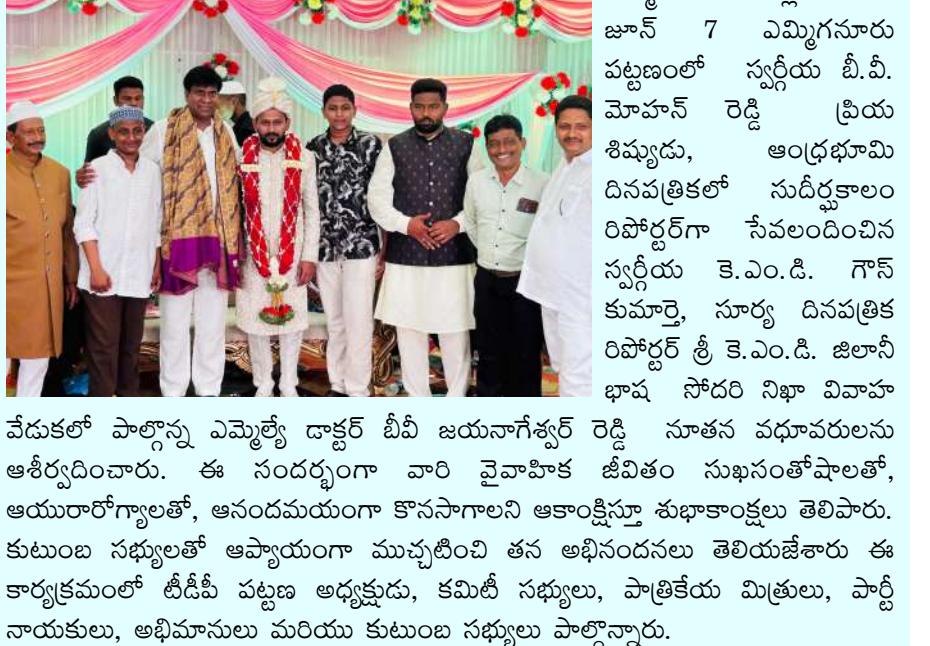 జూన్ 7 ఎమ్మిగనూరు
పట్టణంలో స్వర్గీయ బీ.వీ.
మోహన్ రెడ్డి ప్రియ
శిష్యుడు, ఆంధ్రభూమి
దినపత్రికలో సుదీర్ఘకాలం
రిపోర్టర్‌గా సేవలందించిన
స్వర్గీయ కె.ఎం.డి. గౌస్
కుమార్తె, సూర్య దినపత్రిక
రిపోర్టర్ శ్రీ కె.ఎం.డి. జిలానీ
భాష సోదరి నిఖా వివాహ
వేడుకలో పాల్గొన్న ఎమ్మెల్యే డాక్టర్ బీవీ జయనాగేశ్వర్ రెడ్డి నూతన వధూవరులను
ఆశీర్వదించారు. ఈ సందర్భంగా వారి వైవాహిక జీవితం సుఖసంతోషాలతో,
ఆయురారోగ్యాలతో, ఆనందమయంగా కొనసాగాలని ఆకాంక్షిస్తూ శుభాకాంక్షలు తెలిపారు.
కుటుంబ సభ్యులతో ఆప్యాయంగా ముచ్చటించి తన అభినందనలు తెలియజేశారు ఈ
కార్యక్రమంలో టీడీపీ పట్టణ అధ్యక్షుడు, కమిటీ సభ్యులు, పాత్రికేయ మిత్రులు, పార్టీ
నాయకులు, అభిమానులు మరియు కుటుంబ సభ్యులు పాల్గొన్నారు.